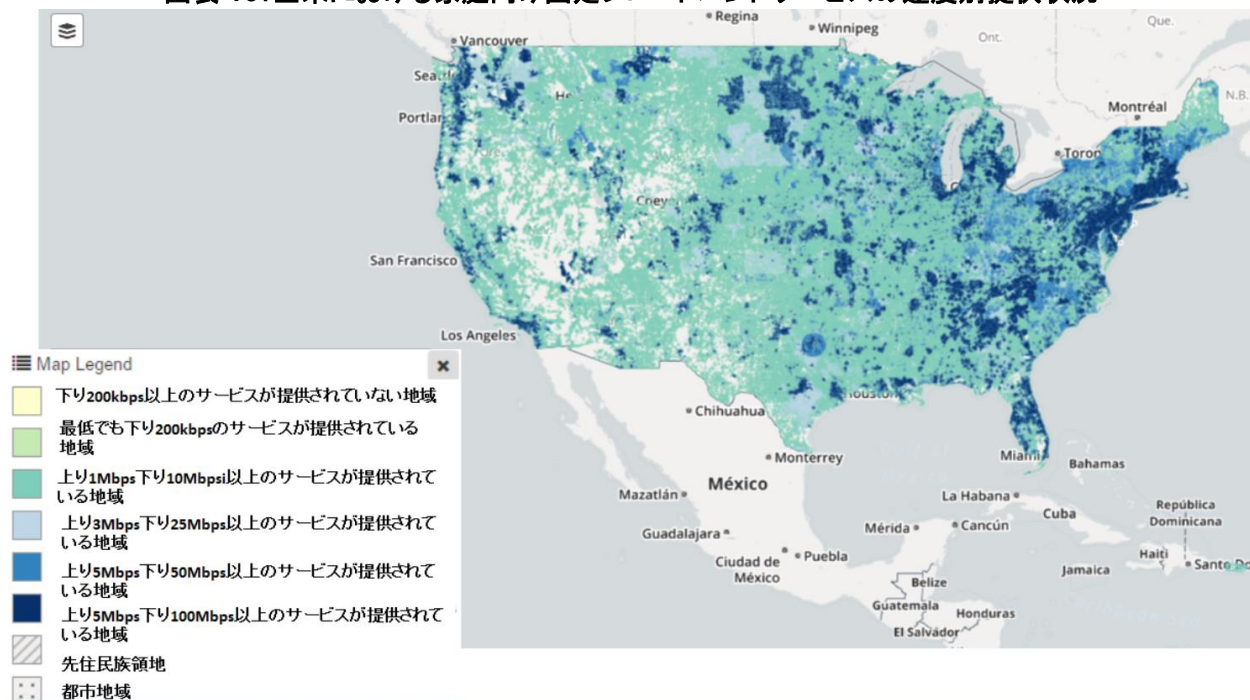 Regina
Winnipeg
Ont.
Que.
Vancouver
N.B.
Montréal
Toron
Portlar
San Francisco
Los Angeles
Map Legend
下り200kbps以上のサービスが提供されていない地域
最低でも下り200kbpsのサービスが提供されている
地域
上り1Mbps下り10Mbpsi以上のサービスが提供されて
いる地域
上り3Mbps下り25Mbps以上のサービスが提供されて
いる地域
上り5Mbps下り50Mbps以上のサービスが提供されて
いる地域
上り5Mbps下り100Mbps以上のサービスが提供されて
いる地域
先住民族領地
都市地域
Chihuahua
Monterrey
Miami
Bahamas
México
Mazatlán
La Habana
Cuba
República
Dominicana
Guadalajara
Mérida
Cancún
Ciudad de
México
Puebla
Haiti
Santo Do
Jamaica
Belize
Guatemala
Honduras
El Salvador